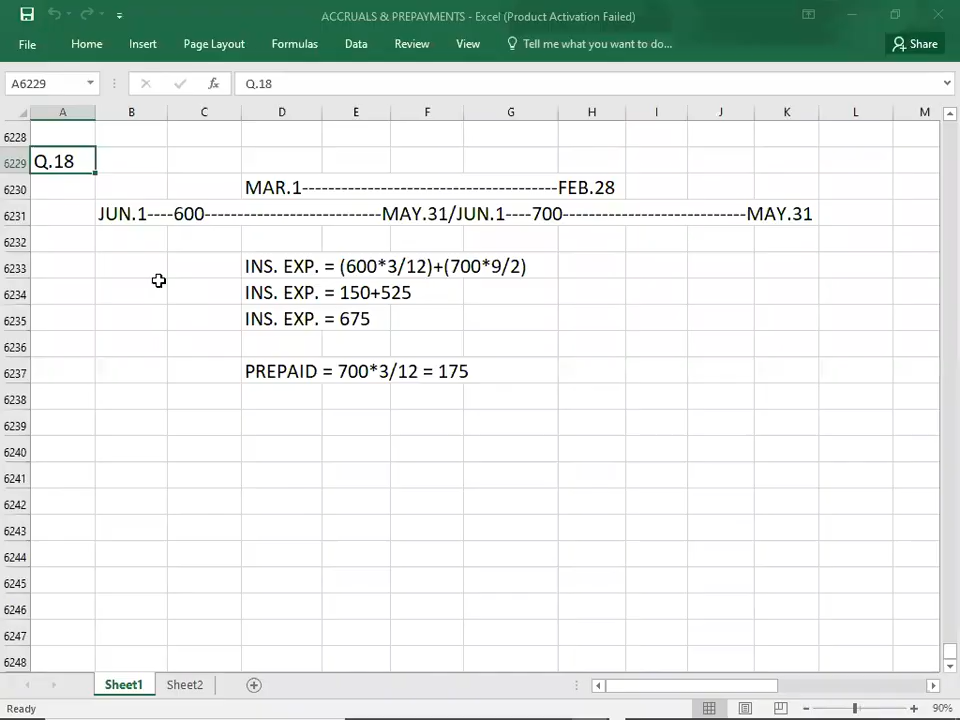 ACCRUALS & PREPAYMENTS - Excel (Product Activation Failed)
File Home Insert Page Layout Formulas Data Review View Tell me what you want to do... Share
A6229 fx Q.18
A B C D E F G H I J K L M
6228
6229 Q.18
6230 MAR.1---------------------------------------FEB.28
6231 JUN.1----600---------------------------MAY.31/JUN.1----700----------------------------MAY.31
6232
6233 INS. EXP. = (600*3/12)+(700*9/2)
6234 INS. EXP. = 150+525
6235 INS. EXP. = 675
6236
6237 PREPAID = 700*3/12 = 175
6238
6239
6240
6241
6242
6243
6244
6245
6246
6247
6248
Sheet1 Sheet2
Ready 90%